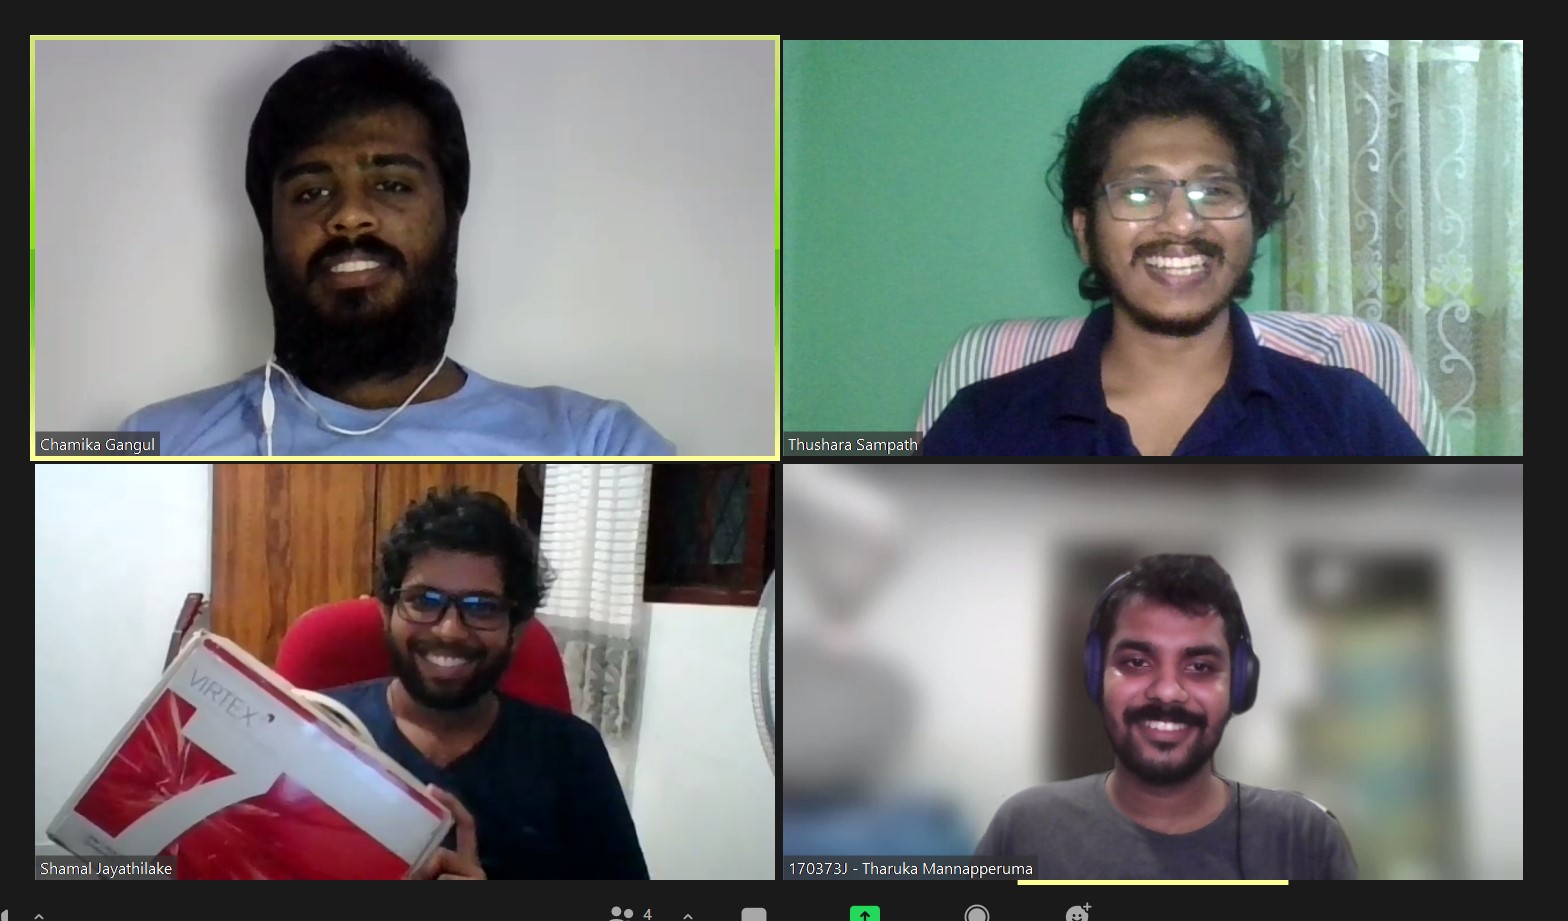 Chamika Gangul
Thushara Sampath
VIRTEX
7
Shamal Jayathilake
170373J - Tharuka Mannapperuma
4